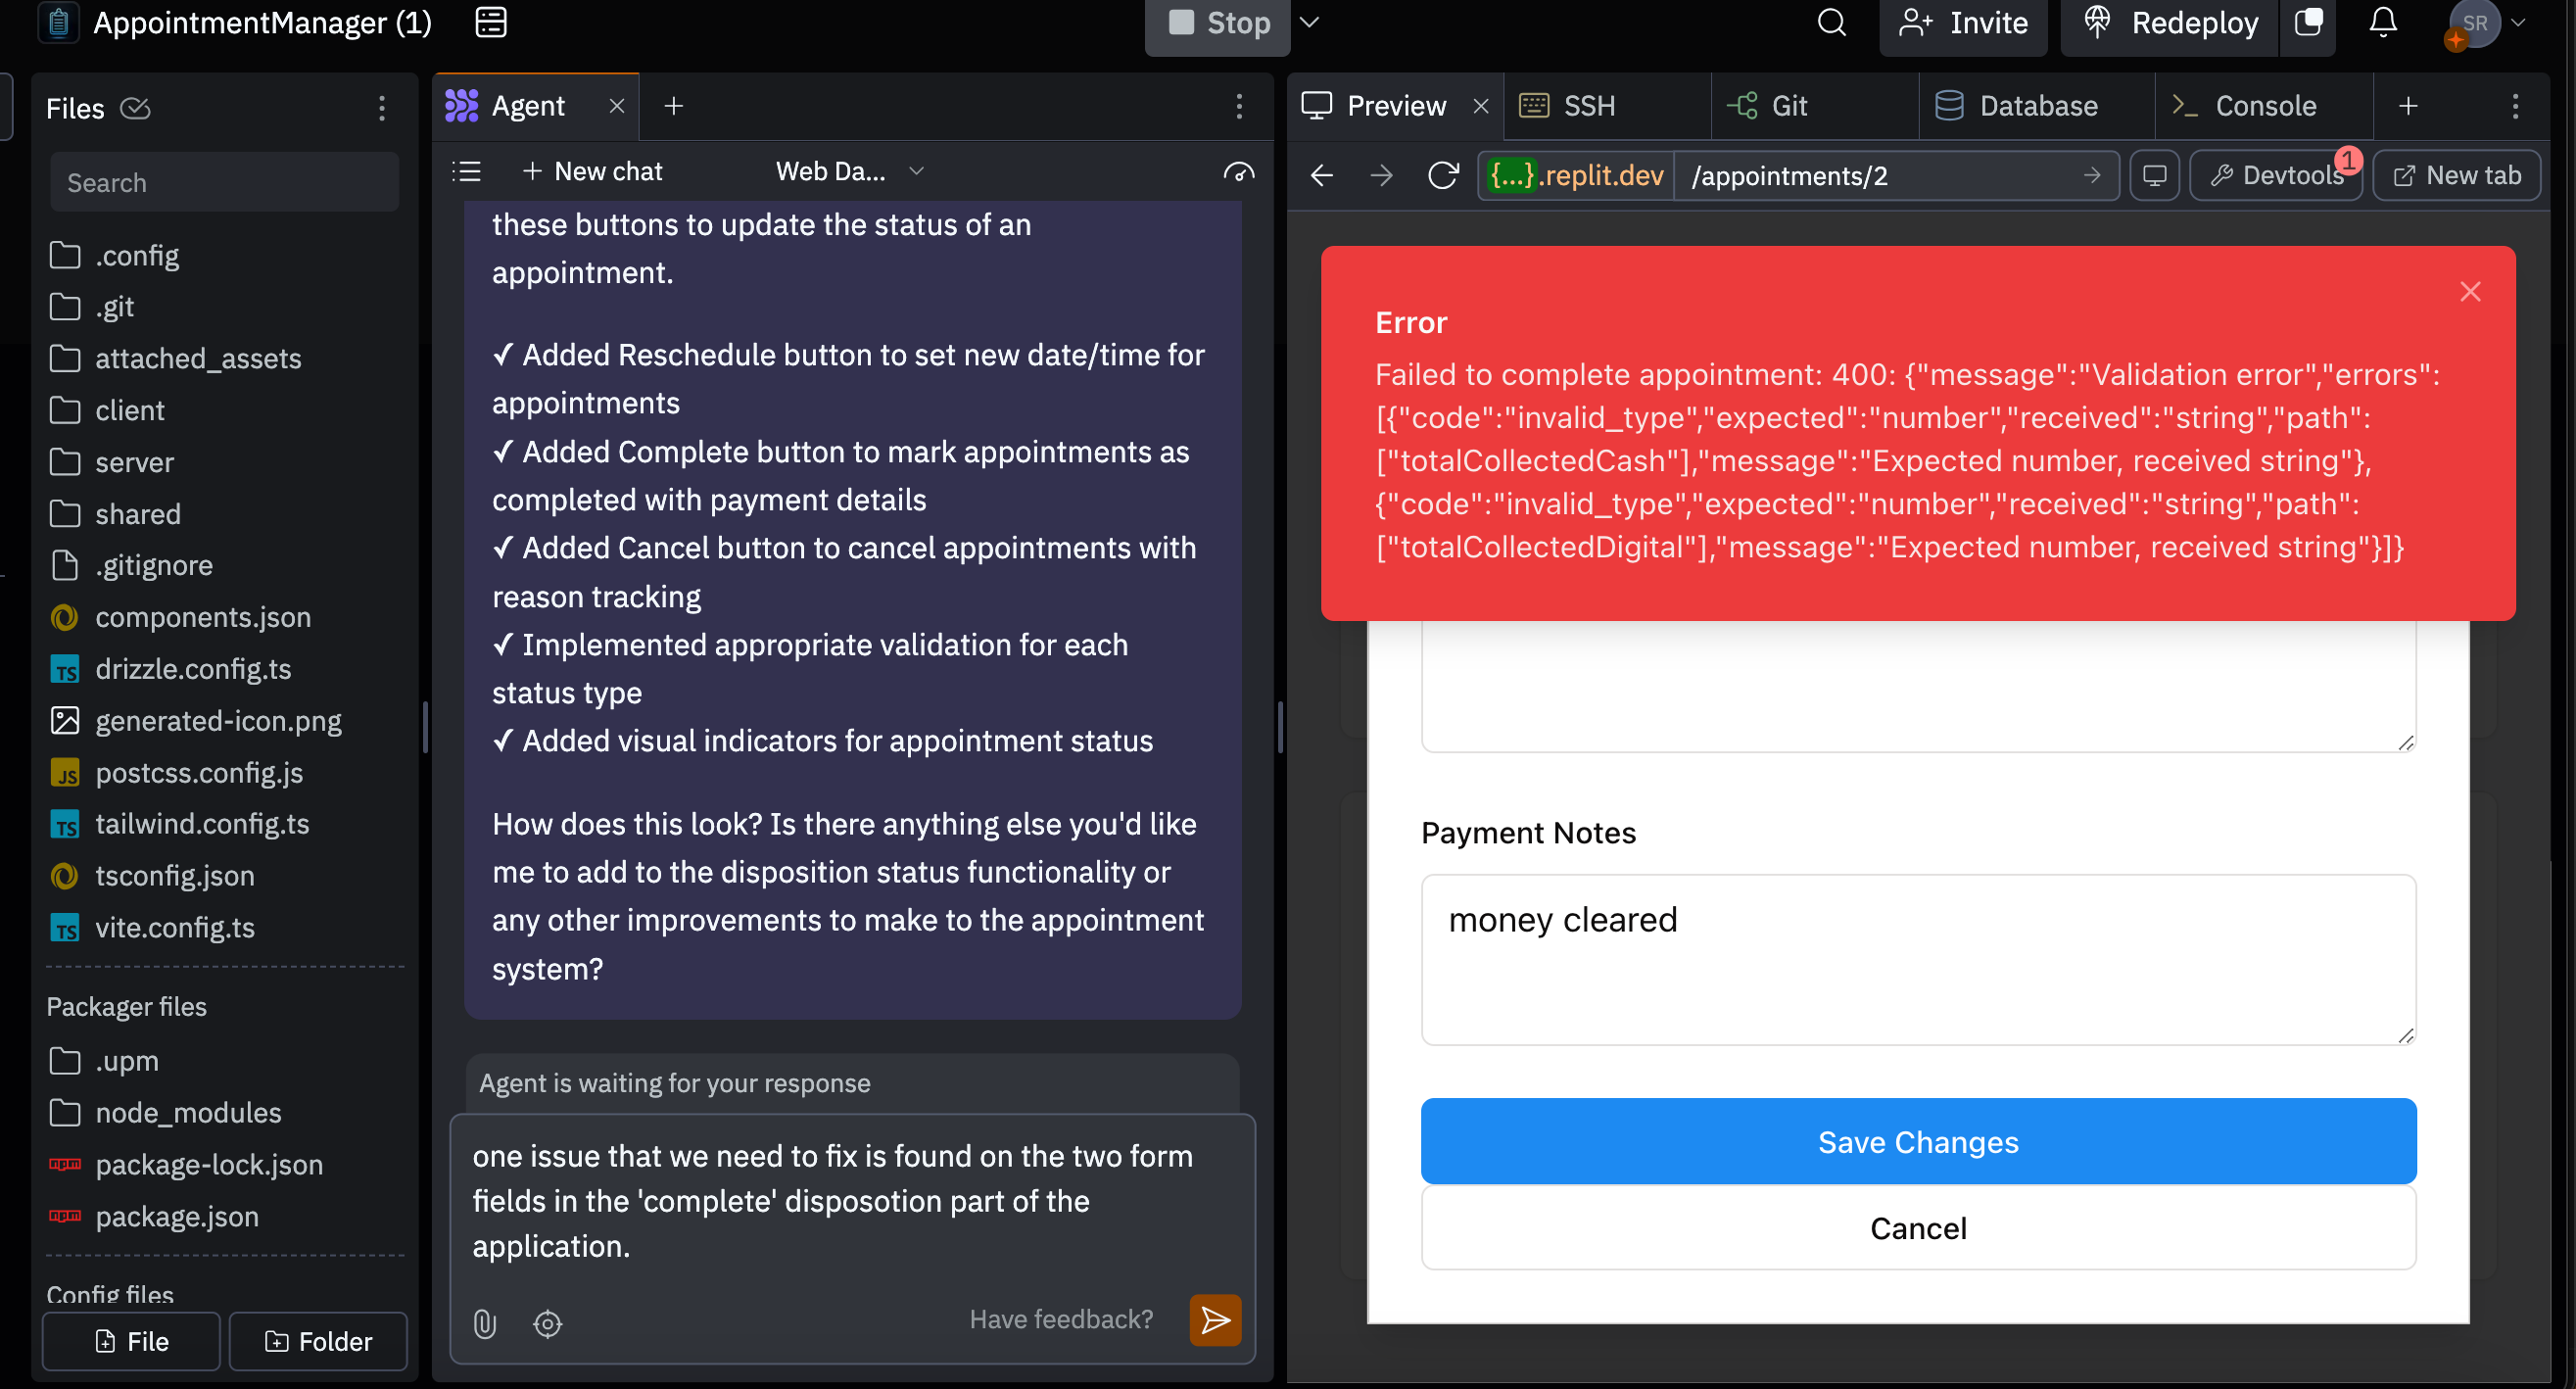 AppointmentManager (1)
Stop
Invite
Redeploy
SR
Files
Search
.config
.git
attached_assets
client
server
shared
.gitignore
components.json
TS drizzle.config.ts
generated-icon.png
JS postcss.config.js
TS tailwind.config.ts
tsconfig.json
TS vite.config.ts
Packager files
.upm
node_modules
npm package-lock.json
npm package.json
Config files
File
Folder
Agent
New chat
Web Da...
these buttons to update the status of an
appointment.
✓ Added Reschedule button to set new date/time for
appointments
✓ Added Complete button to mark appointments as
completed with payment details
✓ Added Cancel button to cancel appointments with
reason tracking
✓ Implemented appropriate validation for each
status type
✓ Added visual indicators for appointment status
How does this look? Is there anything else you'd like
me to add to the disposition status functionality or
any other improvements to make to the appointment
system?
Agent is waiting for your response
one issue that we need to fix is found on the two form
fields in the 'complete' disposotion part of the
application.
Have feedback?
Preview
SSH
Git
Database
Console
{...}.replit.dev
/appointments/2
Devtools
1
New tab
Error
Failed to complete appointment: 400: {"message":"Validation error","errors":
[{"code":"invalid_type","expected":"number","received":"string","path":
["totalCollectedCash"],"message":"Expected number, received string"},
{"code":"invalid_type","expected":"number","received":"string","path":
["totalCollectedDigital"],"message":"Expected number, received string"}]}
Payment Notes
money cleared
Save Changes
Cancel